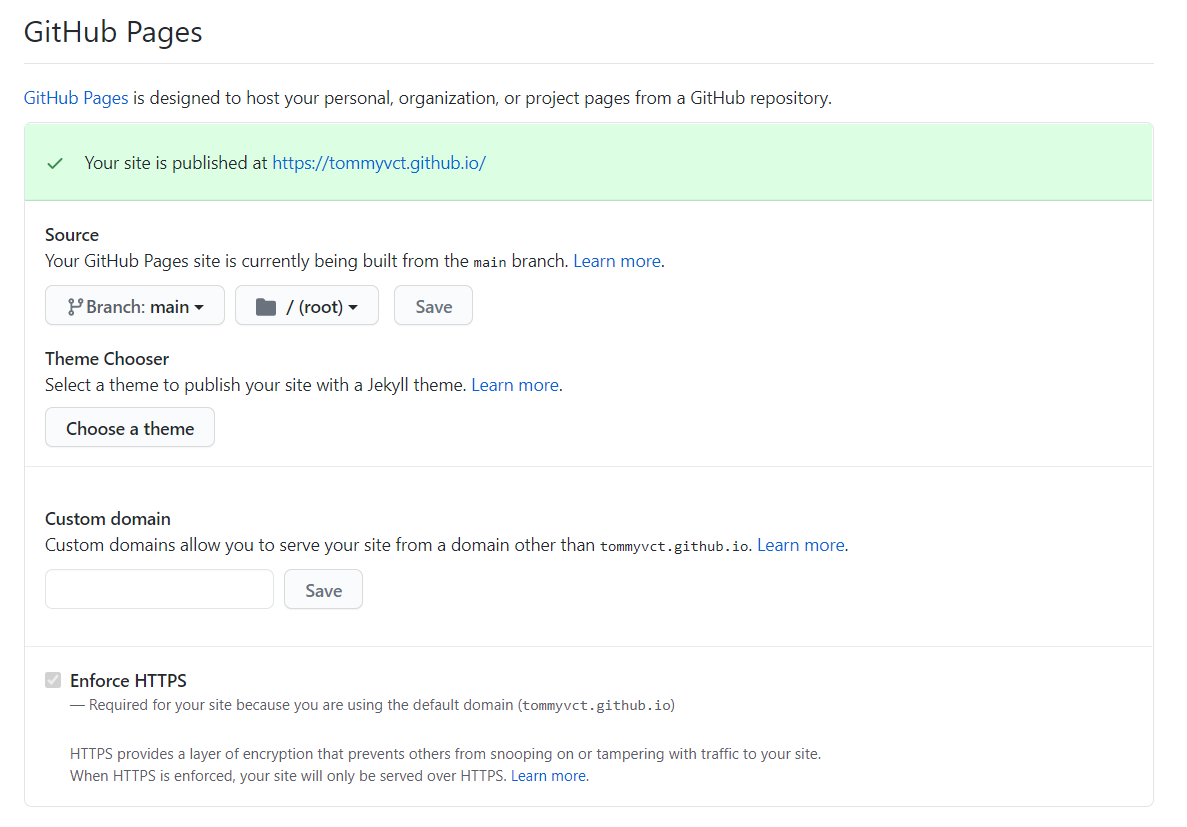 GitHub Pages
GitHub Pages is designed to host your personal, organization, or project pages from a GitHub repository.
Your site is published at https://tommyvct.github.io/
Source
Your GitHub Pages site is currently being built from the main branch. Learn more.
Branch: main
/ (root)
Save
Theme Chooser
Select a theme to publish your site with a Jekyll theme. Learn more.
Choose a theme
Custom domain
Custom domains allow you to serve your site from a domain other than tommyvct.github.io. Learn more.
Save
Enforce HTTPS
— Required for your site because you are using the default domain (tommyvct.github.io)
HTTPS provides a layer of encryption that prevents others from snooping on or tampering with traffic to your site.
When HTTPS is enforced, your site will only be served over HTTPS. Learn more.